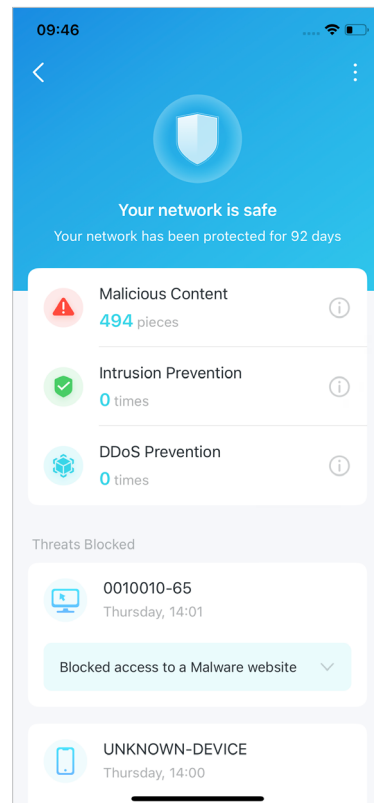 09:46
Your network is safe
Your network has been protected for 92 days
Malicious Content
494 pieces
Intrusion Prevention
0 times
DDoS Prevention
0 times
Threats Blocked
0010010-65
Thursday, 14:01
Blocked access to a Malware website
UNKNOWN-DEVICE
Thursday, 14:00